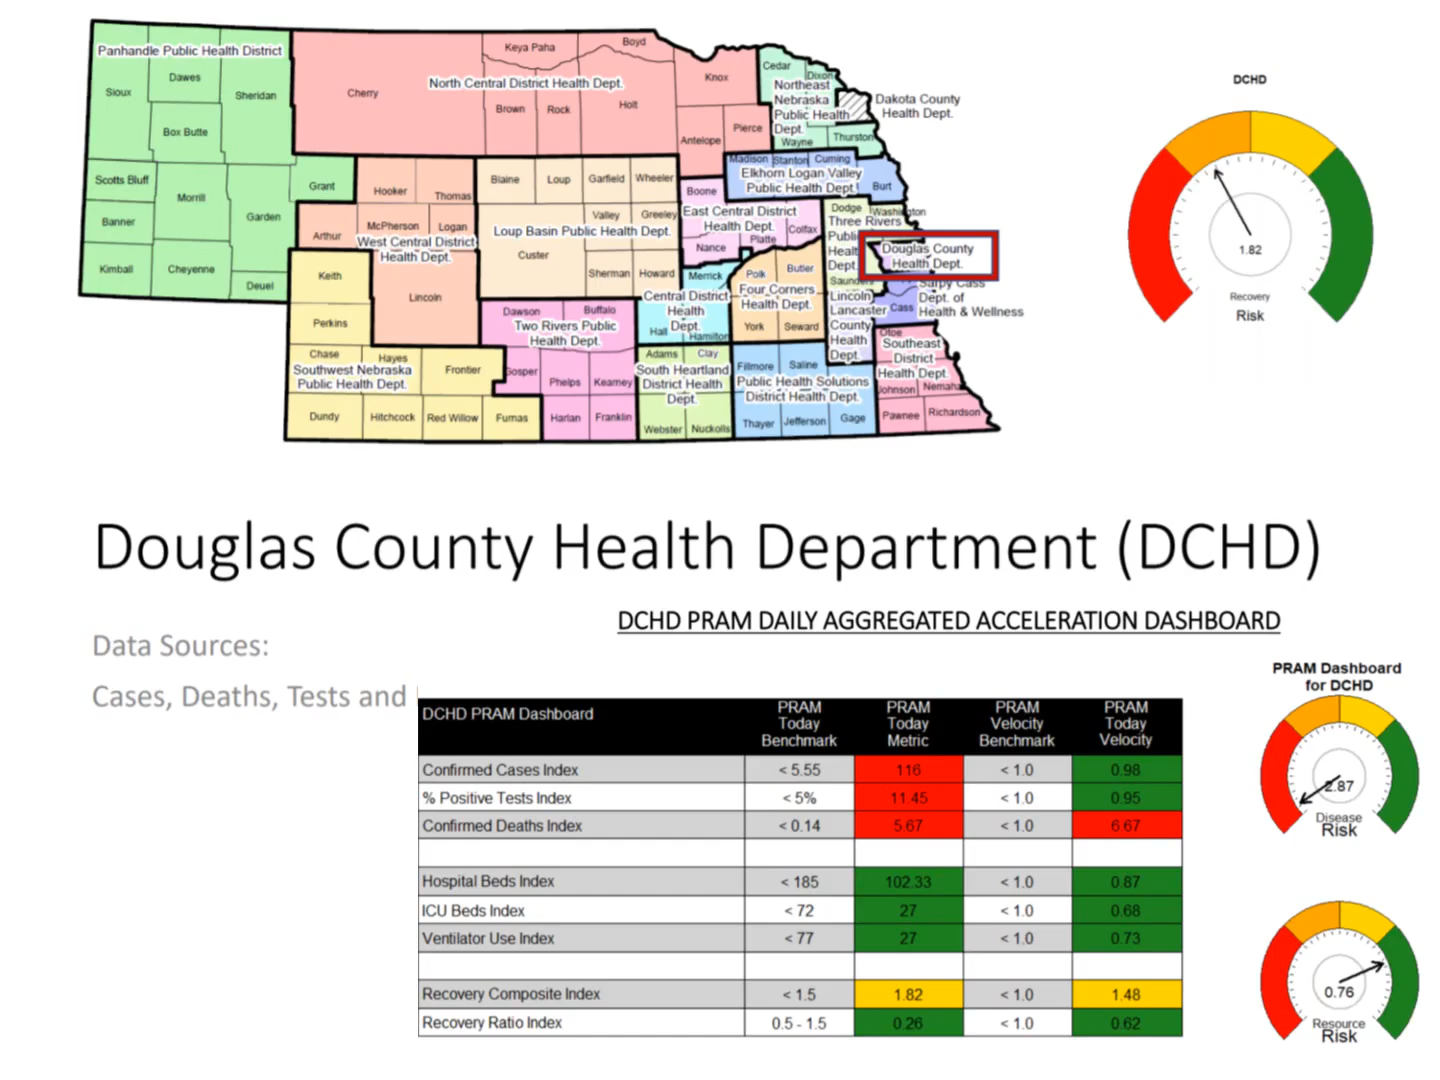 Panhandle Public Health District
Sioux
Dawes
Sheridan
Box Butte
Scotts Bluff
Morrill
Banner
Garden
Kimball
Cheyenne
Deuel
Grant
Cherry
Keya Paha
Boyd
North Central District Health Dept.
Brown
Rock
Holt
Knox
Antelope
Pierce
Cedar
Dixon
Northeast
Nebraska
Public Health
Dept.
Wayne
Thurston
Dakota County
Health Dept.
Hooker
Thomas
Arthur
McPherson
Logan
West Central District
Health Dept.
Lincoln
Blaine
Loup
Garfield
Wheeler
Valley
Greeley
Loup Basin Public Health Dept.
Custer
Sherman
Howard
Madison
Stanton
Cuming
Elkhorn Logan Valley
Public Health Dept.
Burt
Boone
East Central District
Health Dept.
Colfax
Platte
Nance
Dodge
Washington
Three Rivers
Public
Health
Dept.
Saunders
Douglas County
Health Dept.
Sarpy Cass
Dept. of
Health & Wellness
Cass
Keith
Perkins
Chase
Hayes
Southwest Nebraska
Public Health Dept.
Frontier
Dundy
Hitchcock
Red Willow
Furnas
Dawson
Buffalo
Two Rivers Public
Health Dept.
Gosper
Phelps
Kearney
Harlan
Franklin
Merrick
Central District
Health
Dept.
Hall
Hamilton
Polk
Butler
Four Corners
Health Dept.
York
Seward
Lincoln
Lancaster
County
Health
Dept.
Adams
Clay
South Heartland
District Health
Dept.
Webster
Nuckolls
Fillmore
Saline
Public Health Solutions
District Health Dept.
Thayer
Jefferson
Gage
Otoe
Southeast
District
Health Dept.
Johnson
Nemaha
Pawnee
Richardson
DCHD
1.82
Recovery
Risk
Douglas County Health Department (DCHD)
Data Sources:
Cases, Deaths, Tests and
DCHD PRAM DAILY AGGREGATED ACCELERATION DASHBOARD
DCHD PRAM Dashboard PRAM Today Benchmark PRAM Today Metric PRAM Velocity Benchmark PRAM Today Velocity
Confirmed Cases Index < 5.55 116 < 1.0 0.98
% Positive Tests Index < 5% 11.45 < 1.0 0.95
Confirmed Deaths Index < 0.14 5.67 < 1.0 6.67
Hospital Beds Index < 185 102.33 < 1.0 0.87
ICU Beds Index < 72 27 < 1.0 0.68
Ventilator Use Index < 77 27 < 1.0 0.73
Recovery Composite Index < 1.5 1.82 < 1.0 1.48
Recovery Ratio Index 0.5 - 1.5 0.26 < 1.0 0.62
PRAM Dashboard
for DCHD
2.87
Disease
Risk
0.76
Resource
Risk